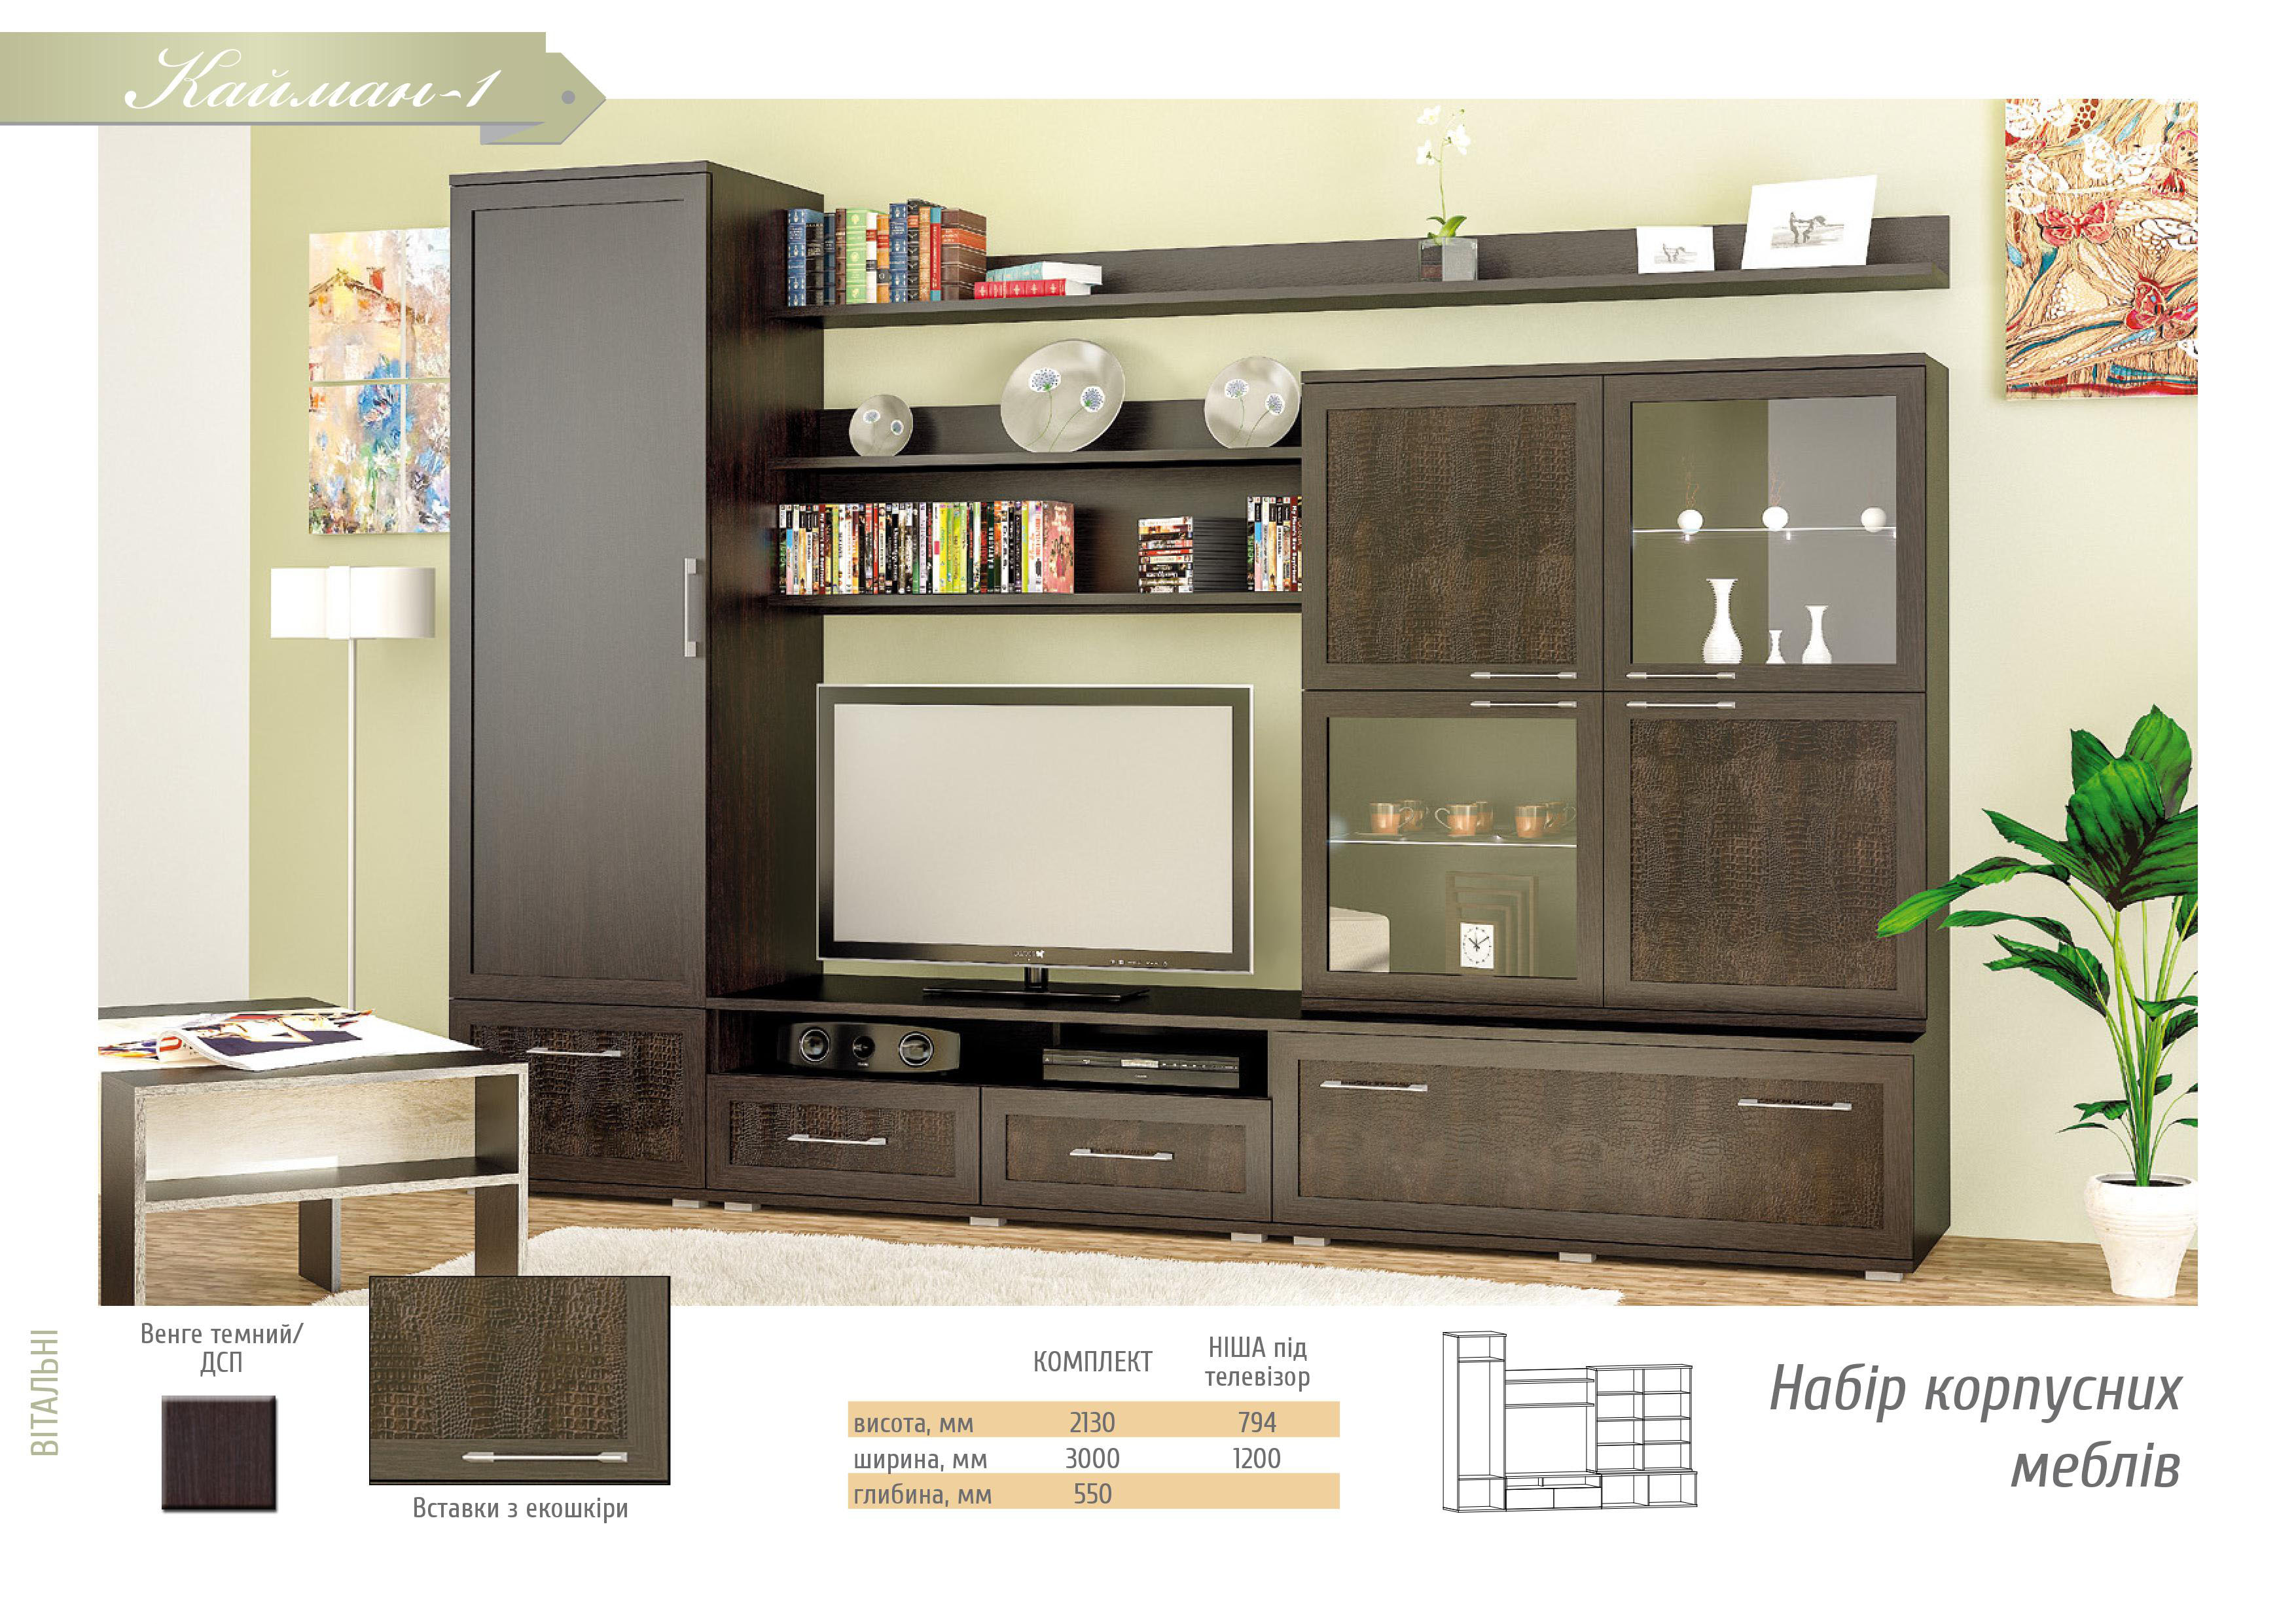 Кайман-1
ВІТАЛЬНІ
Венге темний/
ДСП
Вставки з екошкіри
КОМПЛЕКТ
НІША під
телевізор
висота, мм 2130 794
ширина, мм 3000 1200
глибина, мм 550
Набір корпусних
меблів